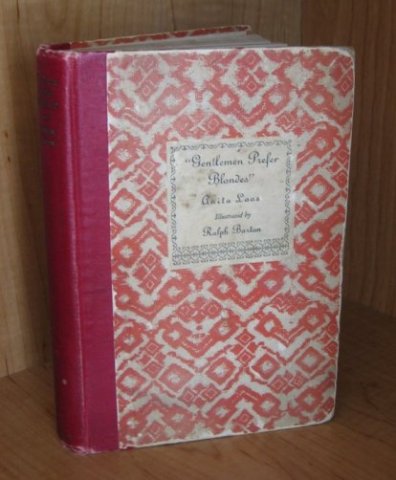 "Gentlemen Prefer
Blondes"
Anita Loos
Illustrated by
Ralph Barton